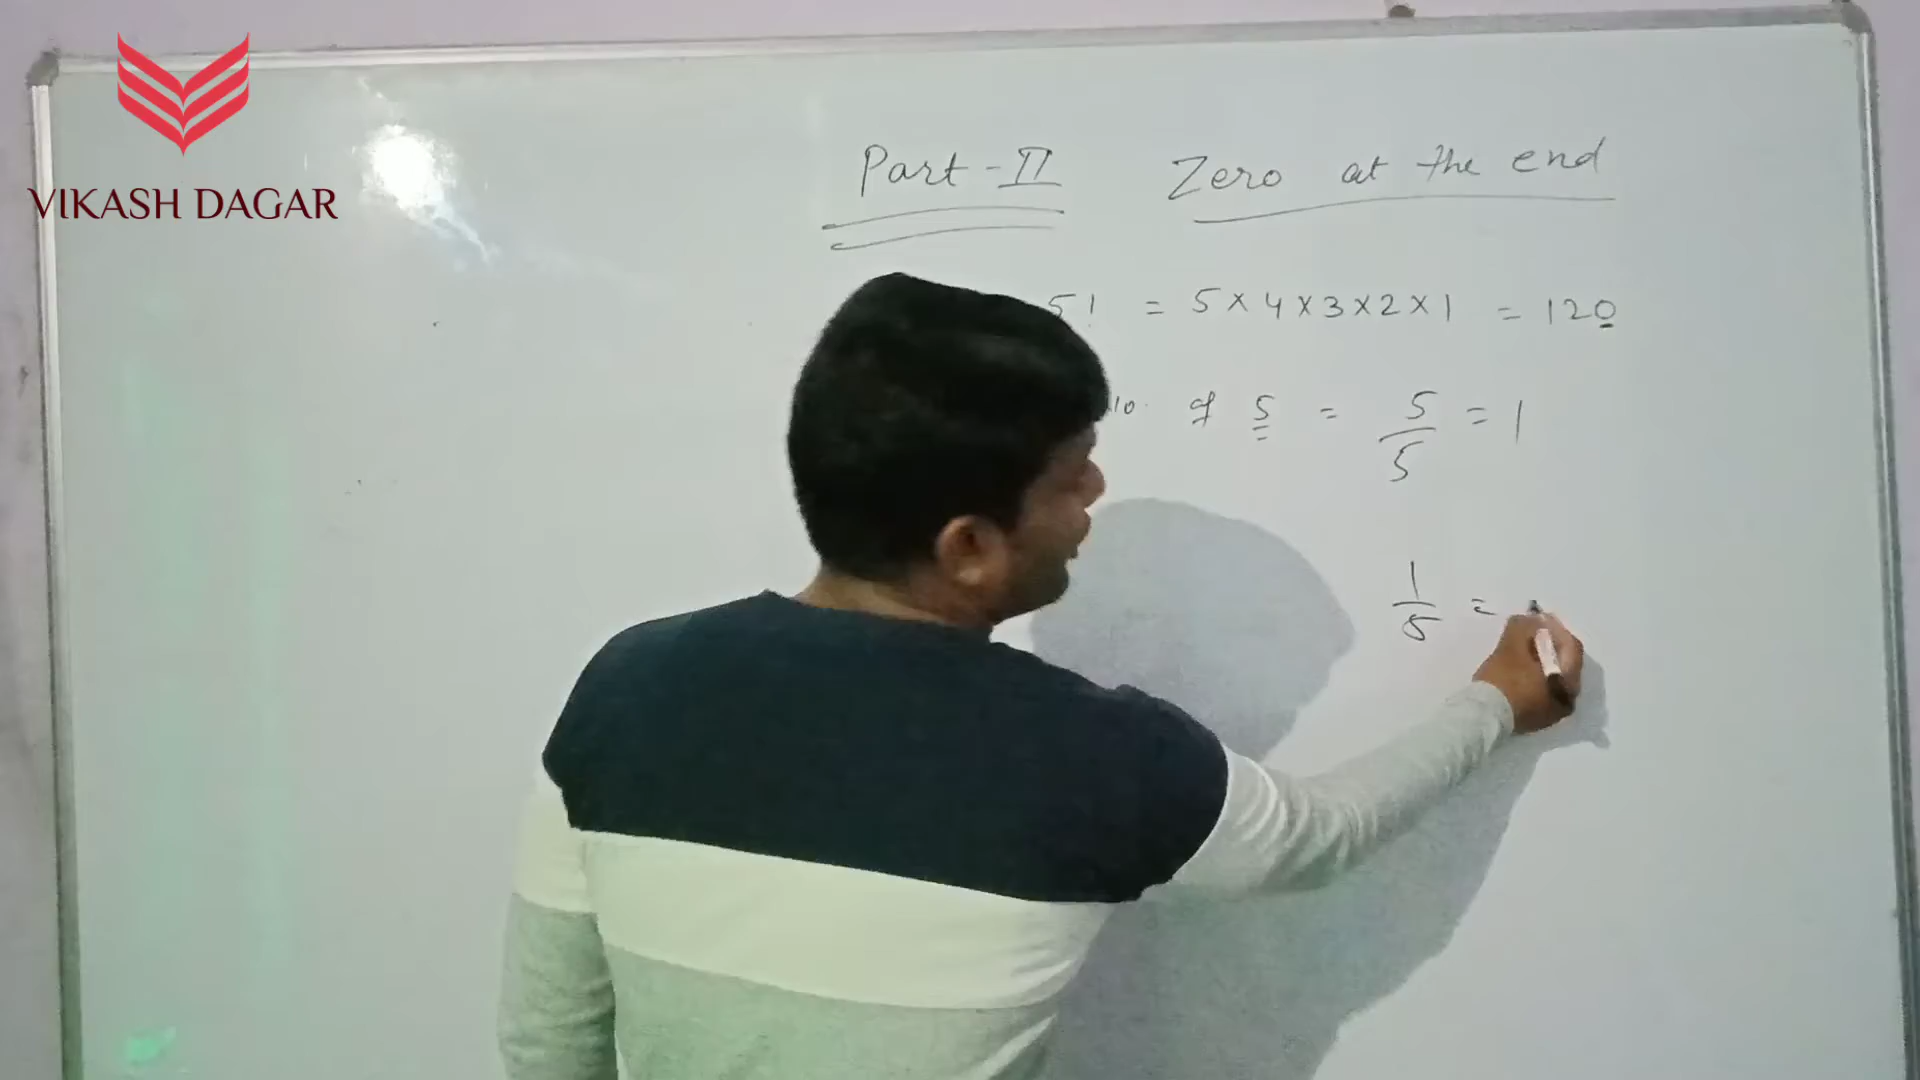 VIKASH DAGAR
Part - II Zero at the end
5! = 5 x 4 x 3 x 2 x 1 = 120
of 5 = 5/5 = 1
1/5 =